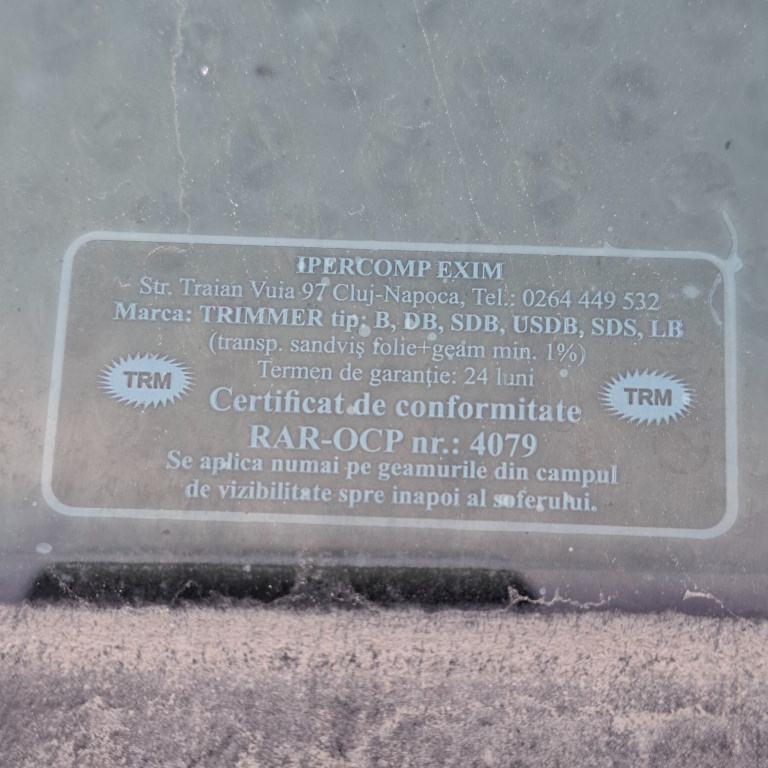 IPERCOMP EXIM
Str. Traian Vuia 97 Cluj-Napoca, Tel.: 0264 449 532
Marca: TRIMMER tip: B, DB, SDB, USDB, SDS, LB
(transp. sandviş folie+geam min. 1%)
Termen de garanţie: 24 luni
TRM
TRM
Certificat de conformitate
RAR-OCP nr.: 4079
Se aplica numai pe geamurile din campul
de vizibilitate spre inapoi al soferului.